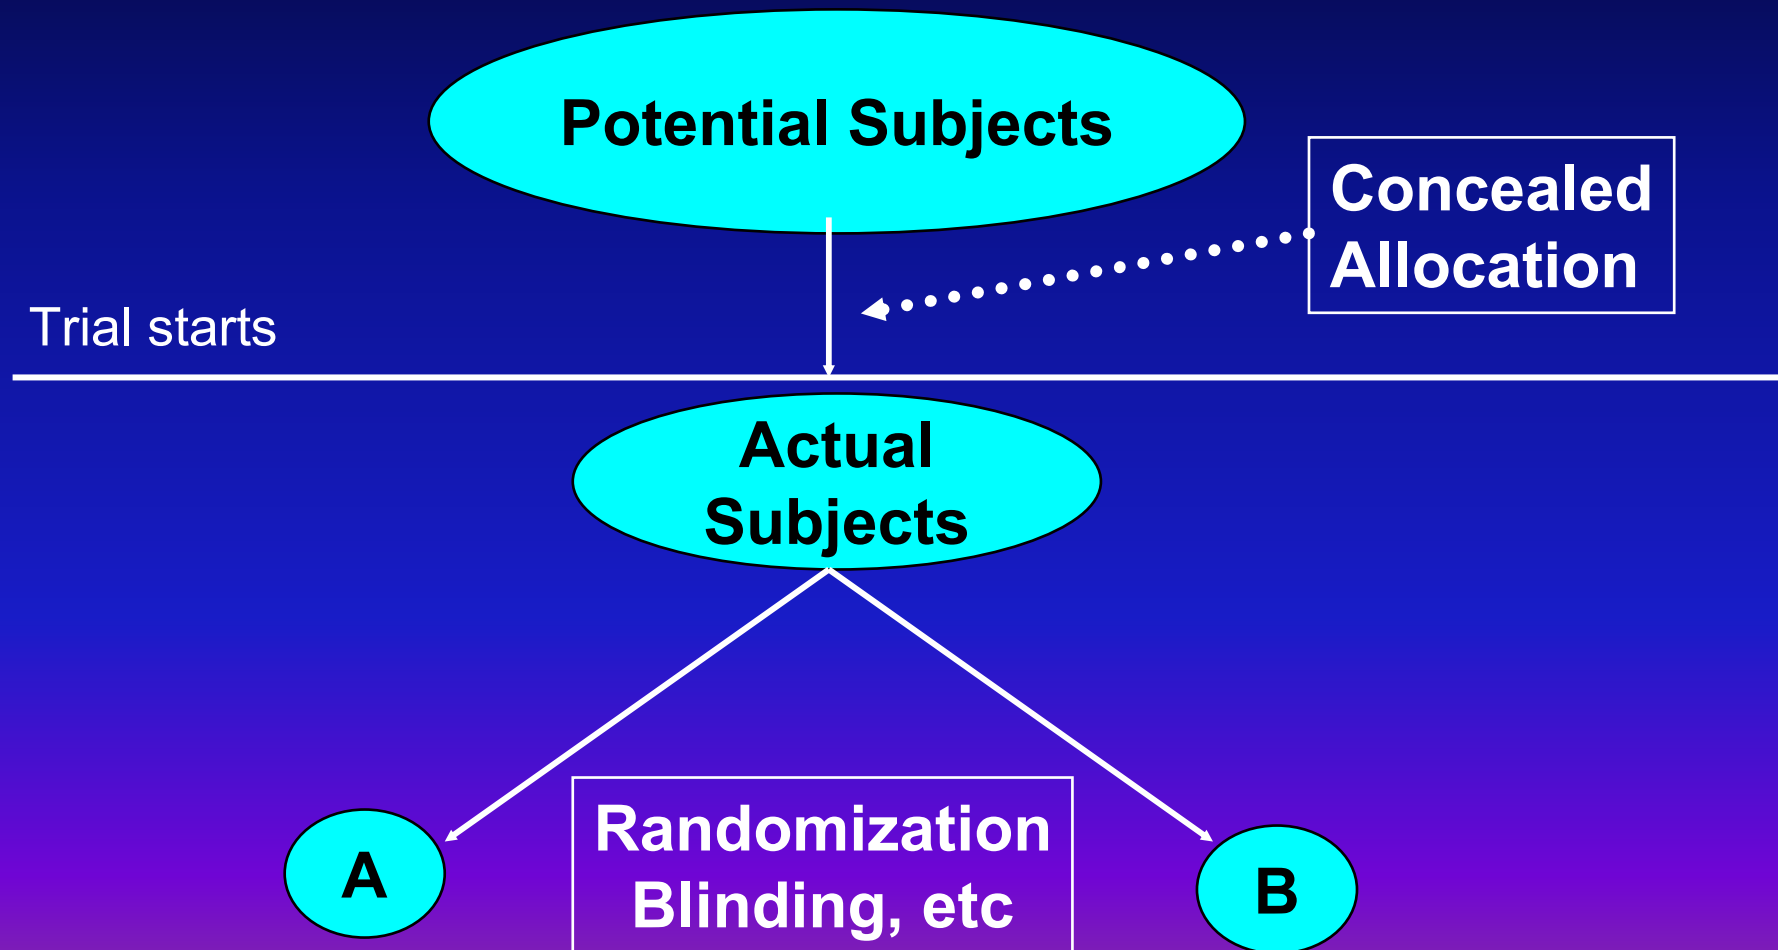 Potential Subjects
Concealed
Allocation
Trial starts
Actual
Subjects
A
Randomization
Blinding, etc
B